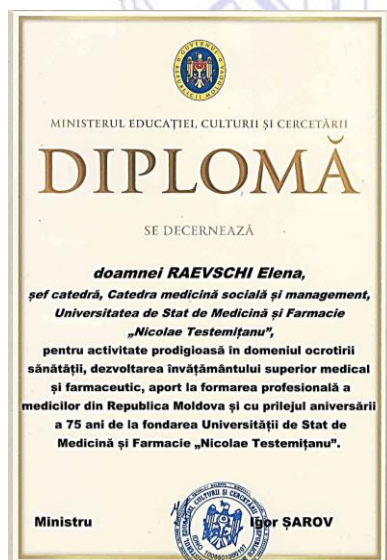 MINISTERUL EDUCAȚIEI, CULTURII ȘI CERCETĂRII
DIPLOMĂ
SE DECERNEAZĂ
doamnei RAEVSCHI Elena,
șef catedră, Catedra medicină socială și management,
Universitatea de Stat de Medicină și Farmacie
„Nicolae Testemițanu”,
pentru activitate prodigioasă în domeniul ocrotirii
sănătății, dezvoltarea învățământului superior medical
și farmaceutic, aport la formarea profesională a
medicilor din Republica Moldova și cu prilejul aniversării
a 75 ani de la fondarea Universității de Stat de
Medicină și Farmacie „Nicolae Testemițanu”.
Ministru Igor ȘAROV